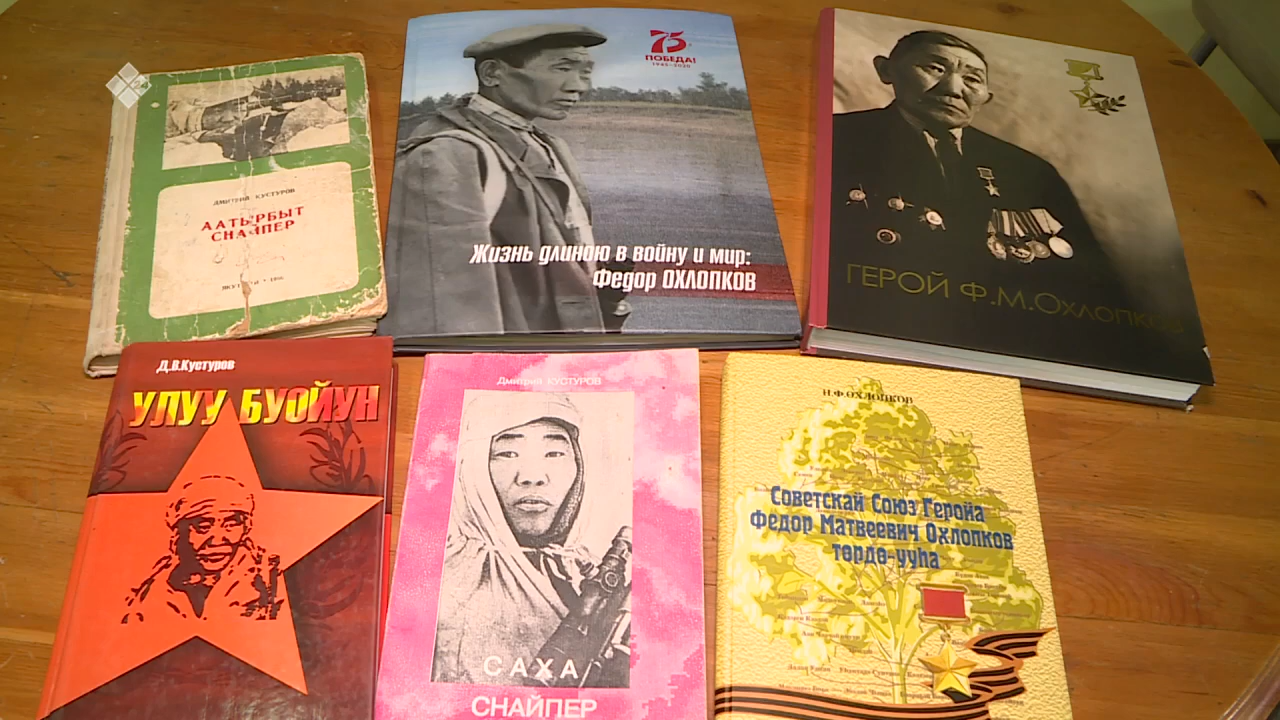 ДМИТРИЙ КУСТУРОВ
ААТЫРБЫТ
СНАЙПЕР
75
ПОБЕДА!
1945-2020
Жизнь длиною в войну и мир:
Федор ОХЛОПКОВ
ГЕРОЙ Ф.М.ОХЛОПКОВ
Д.В.Кустуров
УЛУУ БУОЙУН
Дмитрий КУСТУРОВ
САХА
СНАЙПЕР
Н.Ф.ОХЛОПКОВ
Советскай Союз Геройа
Федор Матвеевич Охлопков
төрдө-ууһа